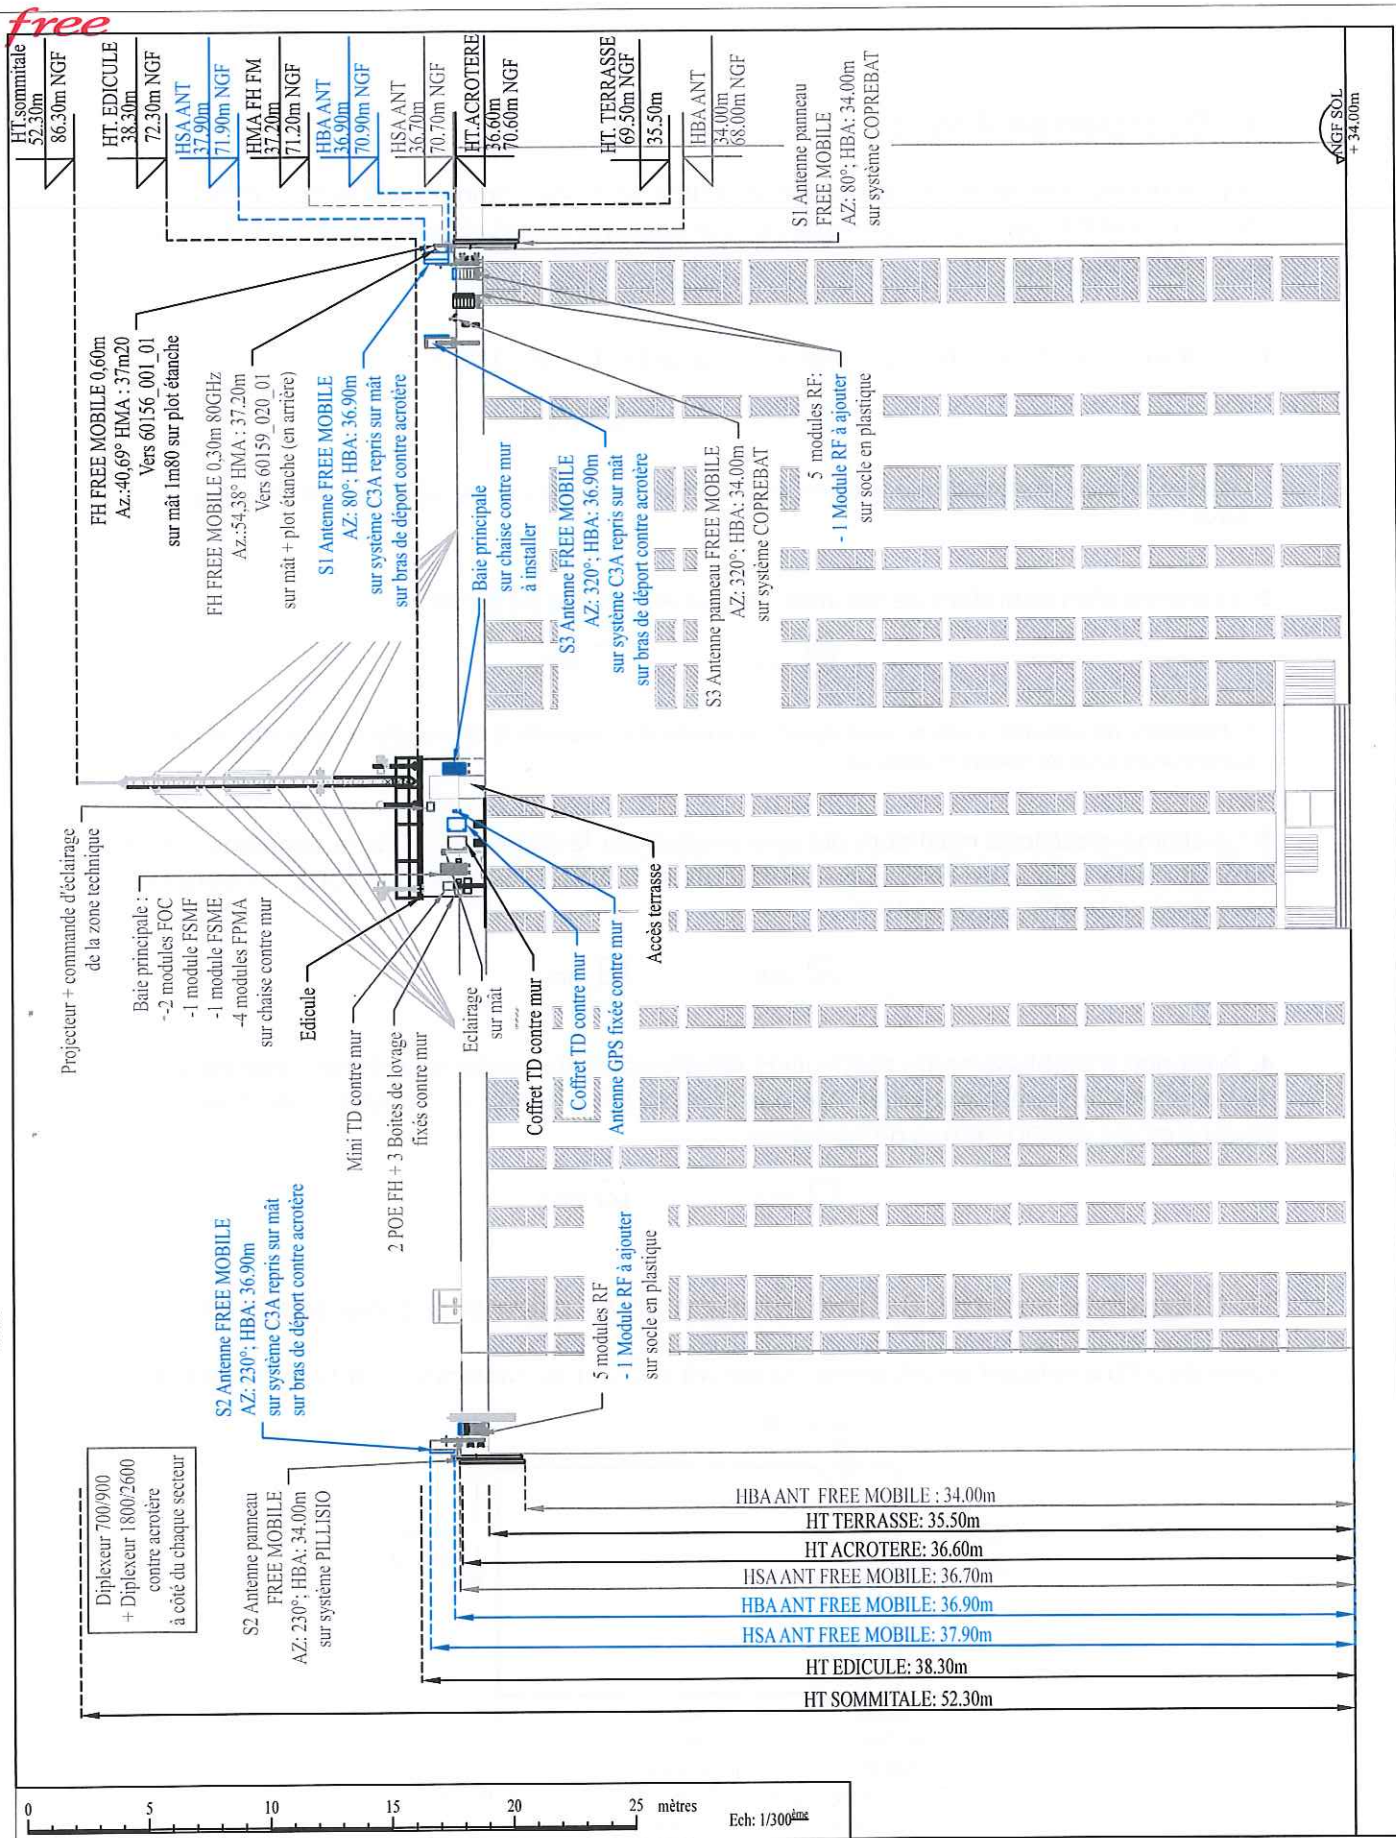 free
HT.sommitale
52.30m
86.30m NGF
HT. EDICULE
38.30m
72.30m NGF
HSA ANT
37.90m
71.90m NGF
HMA FH FM
37.20m
71.20m NGF
HBA ANT
36.90m
70.90m NGF
HSA ANT
36.70m
70.70m NGF
HT.ACROTERE
36.60m
70.60m NGF
HT. TERRASSE
69.50m NGF
35.50m
HBA ANT
34.00m
68.00m NGF
NGF SOL
+ 34.00m
S1 Antenne panneau
FREE MOBILE
AZ: 80°; HBA: 34.00m
sur système COPREBAT
FH FREE MOBILE 0,60m
Az.:40,69° HMA : 37m20
Vers 60156_001_01
sur mât 1m80 sur plot étanche
FH FREE MOBILE 0,30m 80GHz
Az.:54,38° HMA : 37.20m
Vers 60159_020_01
sur mât + plot étanche (en arrière)
S1 Antenne FREE MOBILE
AZ: 80°; HBA: 36.90m
sur système C3A repris sur mât
sur bras de déport contre acrotère
Baie principale
sur chaise contre mur
à installer
S3 Antenne FREE MOBILE
AZ: 320°; HBA: 36.90m
sur système C3A repris sur mât
sur bras de déport contre acrotère
S3 Antenne panneau FREE MOBILE
AZ: 320°; HBA: 34.00m
sur système COPREBAT
5 modules RF:
- 1 Module RF à ajouter
sur socle en plastique
Projecteur + commande d'éclairage
de la zone technique
Baie principale :
--2 modules FOC
-1 module FSMF
-1 module FSME
-4 modules FPMA
sur chaise contre mur
Edicule
Mini TD contre mur
2 POE FH + 3 Boites de lovage
fixés contre mur
Eclairage
sur mât
Coffret TD contre mur
Coffret TD contre mur
Antenne GPS fixée contre mur
Accès terrasse
S2 Antenne FREE MOBILE
AZ: 230°; HBA: 36.90m
sur système C3A repris sur mât
sur bras de déport contre acrotère
5 modules RF
- 1 Module RF à ajouter
sur socle en plastique
Diplexeur 700/900
+ Diplexeur 1800/2600
contre acrotère
à côté du chaque secteur
S2 Antenne panneau
FREE MOBILE
AZ: 230°; HBA: 34.00m
sur système PILLISIO
HBA ANT FREE MOBILE : 34.00m
HT TERRASSE: 35.50m
HT ACROTERE: 36.60m
HSA ANT FREE MOBILE: 36.70m
HBA ANT FREE MOBILE: 36.90m
HSA ANT FREE MOBILE: 37.90m
HT EDICULE: 38.30m
HT SOMMITALE: 52.30m
0 5 10 15 20 25 mètres
Ech: 1/300ème